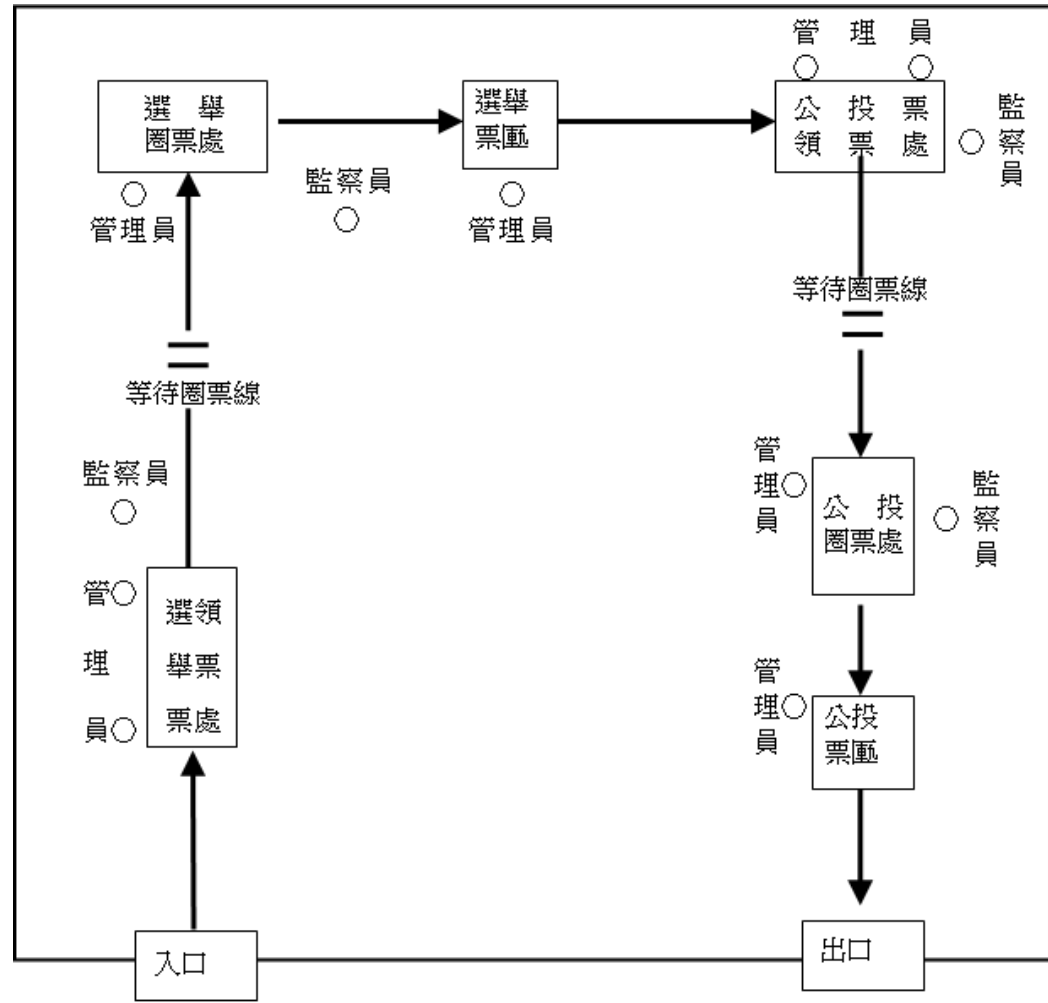 管理員
選舉
圈票處
選舉
票匭
公投票
領票處
監察員
管理員
監察員
管理員
等待圈票線
等待圈票線
監察員
管理員
公投
圈票處
監察員
管理員
選舉票
領票處
管理員
公投
票匭
入口
出口